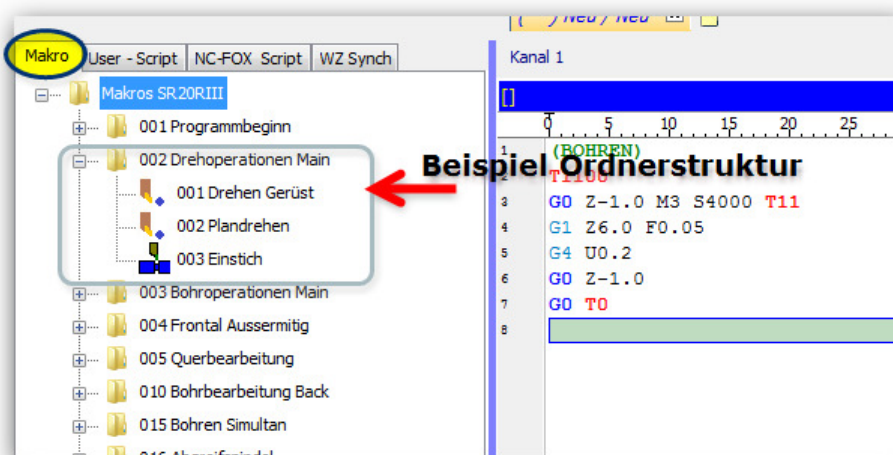 / Neu / Neu
Makro User - Script NC-FOX Script WZ Synch
Kanal 1
Makros SR20RIII
[]
001 Programmbeginn
0 5 10 15 20 25
002 Drehoperationen Main
Beispiel Ordnerstruktur
001 Drehen Gerüst
002 Plandrehen
003 Einstich
003 Bohroperationen Main
004 Frontal Aussermitig
005 Querbearbeitung
010 Bohrbearbeitung Back
015 Bohren Simultan
1 (BOHREN)
T1100
3 G0 Z-1.0 M3 S4000 T11
4 G1 Z6.0 F0.05
5 G4 U0.2
6 G0 Z-1.0
7 G0 T0
8